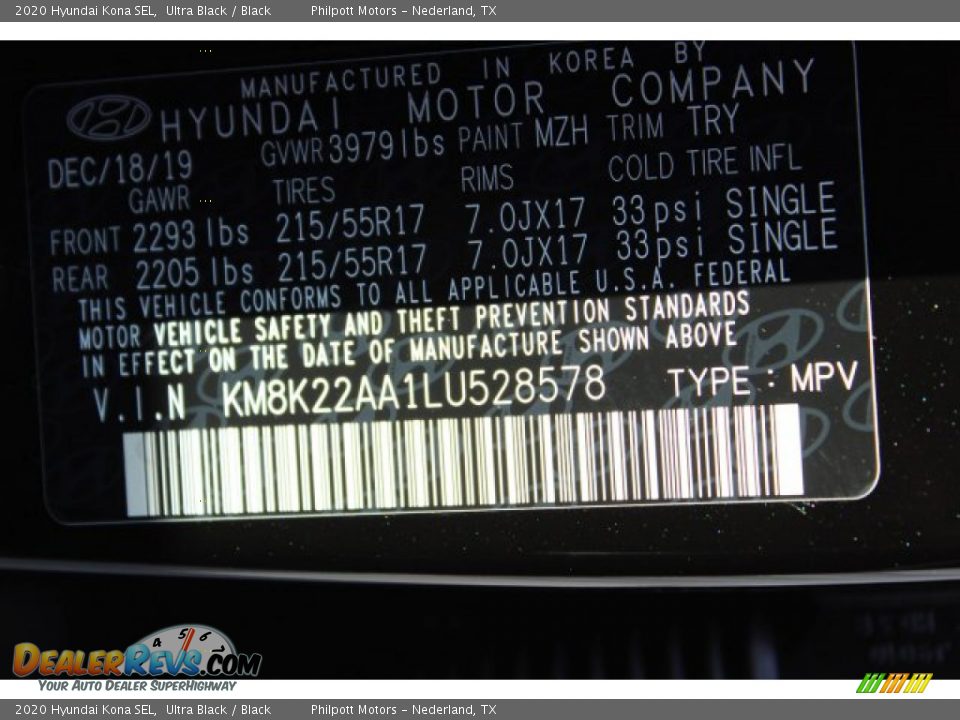 2020 Hyundai Kona SEL, Ultra Black / Black Philpott Motors - Nederland, TX
MANUFACTURED IN KOREA BY
HYUNDAI MOTOR COMPANY
DEC/18/19 GVWR 3979lbs PAINT MZH TRIM TRY
GAWR TIRES RIMS COLD TIRE INFL
FRONT 2293 lbs 215/55R17 7.0JX17 33psi SINGLE
REAR 2205 lbs 215/55R17 7.0JX17 33psi SINGLE
THIS VEHICLE CONFORMS TO ALL APPLICABLE U.S.A. FEDERAL
MOTOR VEHICLE SAFETY AND THEFT PREVENTION STANDARDS
IN EFFECT ON THE DATE OF MANUFACTURE SHOWN ABOVE
V.I.N KM8K22AA1LU528578 TYPE : MPV
4 5 6
DEALERREVS.COM
YOUR AUTO DEALER SUPERHIGHWAY
2020 Hyundai Kona SEL, Ultra Black / Black Philpott Motors - Nederland, TX